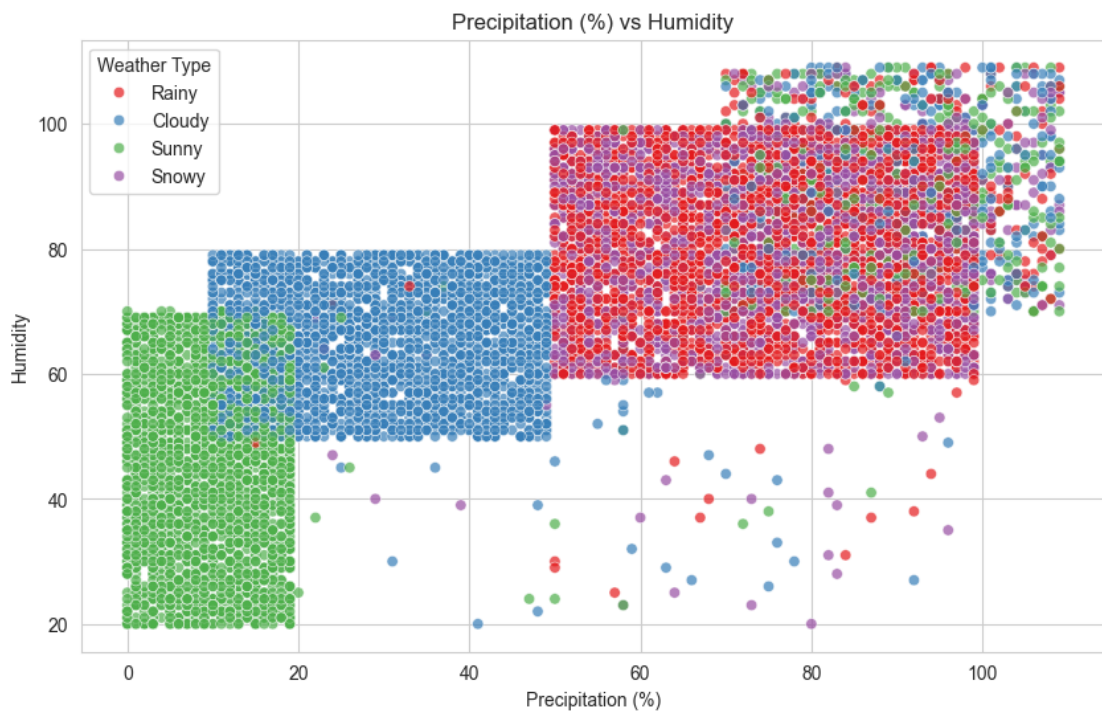 Precipitation (%) vs Humidity
Weather Type
Rainy
Cloudy
Sunny
Snowy
Humidity
100
80
60
40
20
0 20 40 60 80 100
Precipitation (%)